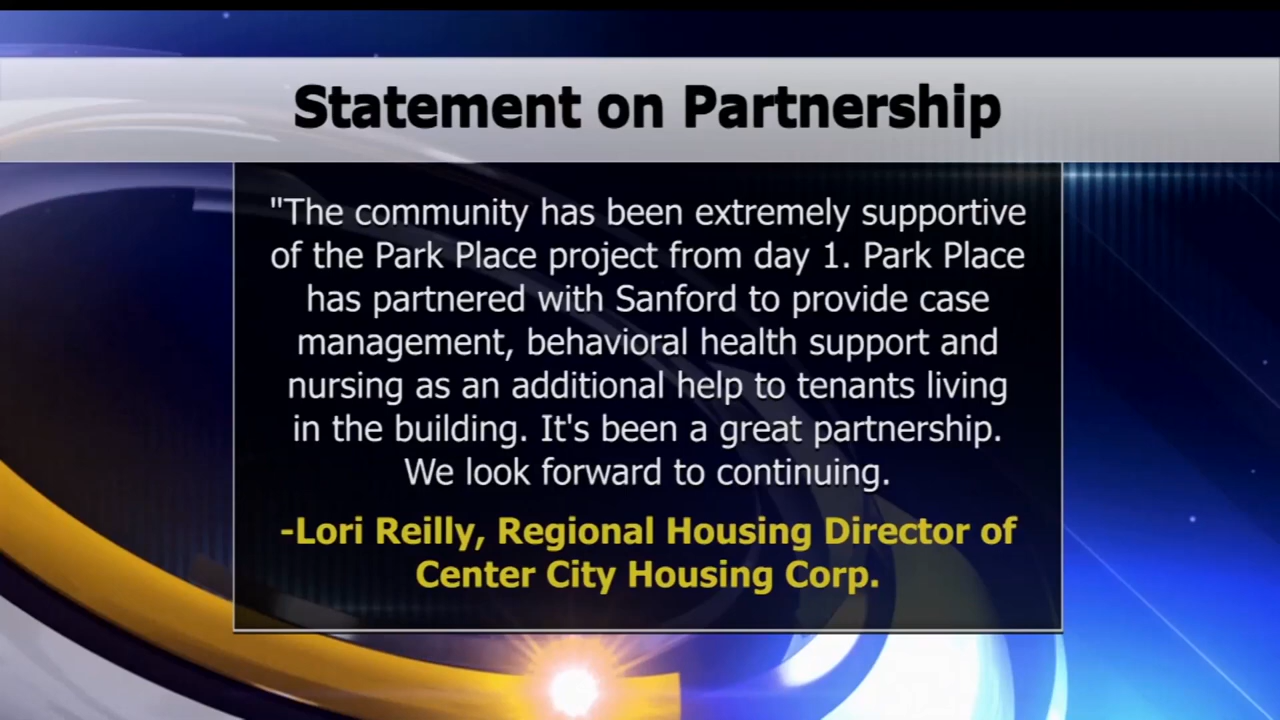 Statement on Partnership
"The community has been extremely supportive
of the Park Place project from day 1. Park Place
has partnered with Sanford to provide case
management, behavioral health support and
nursing as an additional help to tenants living
in the building. It's been a great partnership.
We look forward to continuing.
-Lori Reilly, Regional Housing Director of
Center City Housing Corp.